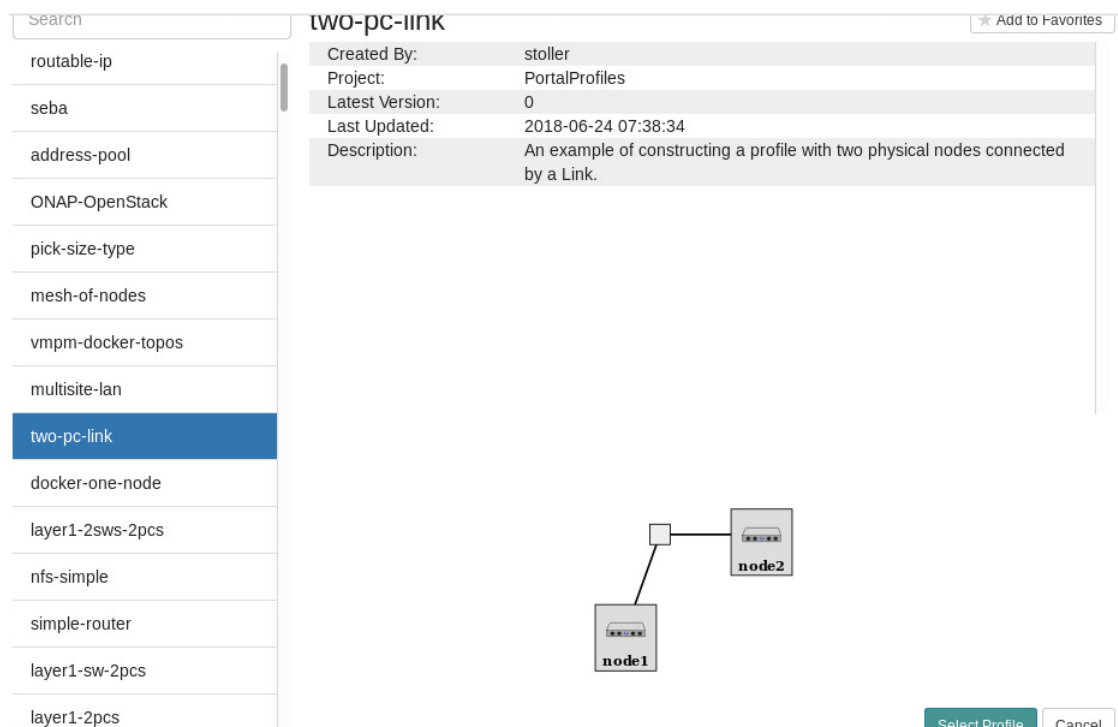 Search
two-pc-link
Add to Favorites
routable-ip
seba
address-pool
ONAP-OpenStack
pick-size-type
mesh-of-nodes
vmpm-docker-topos
multisite-lan
two-pc-link
docker-one-node
layer1-2sws-2pcs
nfs-simple
simple-router
layer1-sw-2pcs
layer1-2pcs
Created By: stoller
Project: PortalProfiles
Latest Version: 0
Last Updated: 2018-06-24 07:38:34
Description: An example of constructing a profile with two physical nodes connected
by a Link.
node2
node1
Select Profile
Cancel